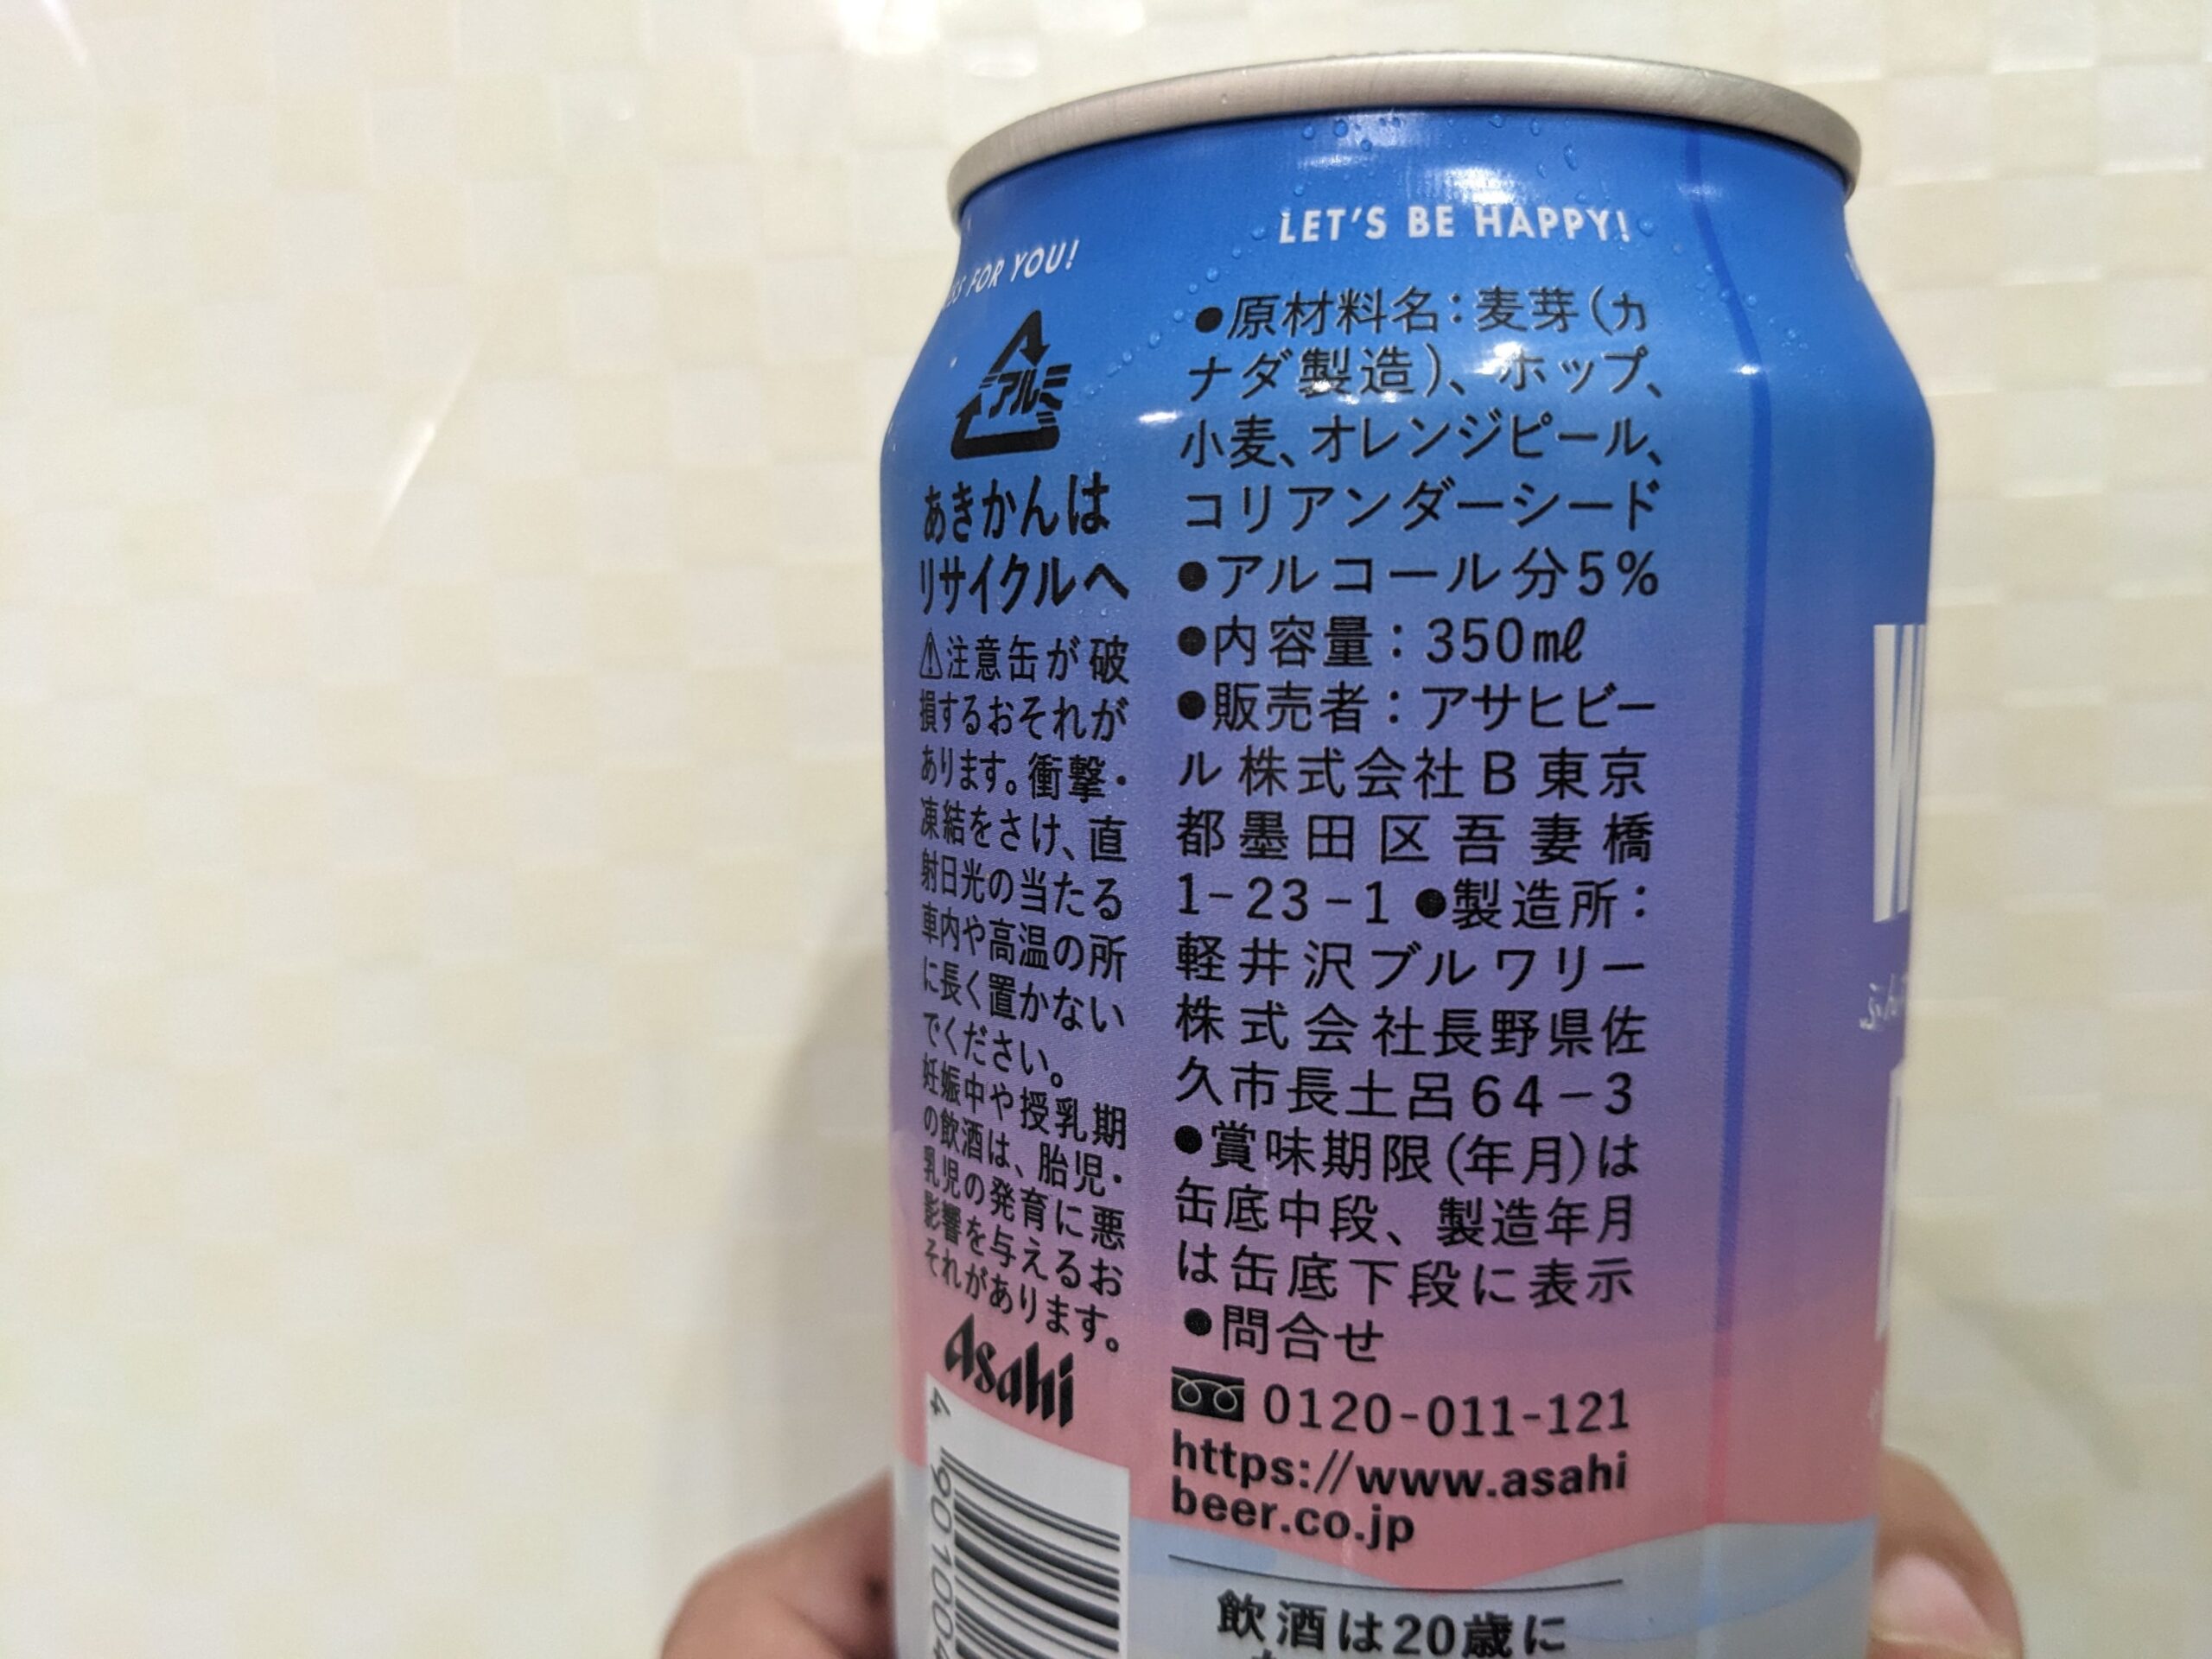 FOR YOU!
LET'S BE HAPPY!
アルミ
あきかんは
リサイクルへ
⚠注意缶が破
損するおそれが
あります。衝撃・
凍結をさけ、直
射日光の当たる
車内や高温の所
に長く置かない
でください。
妊娠中や授乳期
の飲酒は、胎児・
乳児の発育に悪
影響を与えるお
それがあります。
Asahi
4 901004
●原材料名：麦芽（カ
ナダ製造）、ホップ、
小麦、オレンジピール、
コリアンダーシード
●アルコール分5％
●内容量：350㎖
●販売者：アサヒビー
ル株式会社B東京
都墨田区吾妻橋
1-23-1●製造所：
軽井沢ブルワリー
株式会社長野県佐
久市長土呂64-3
●賞味期限(年月)は
缶底中段、製造年月
は缶底下段に表示
●問合せ
0120-011-121
https://www.asahi
beer.co.jp
飲酒は20歳に